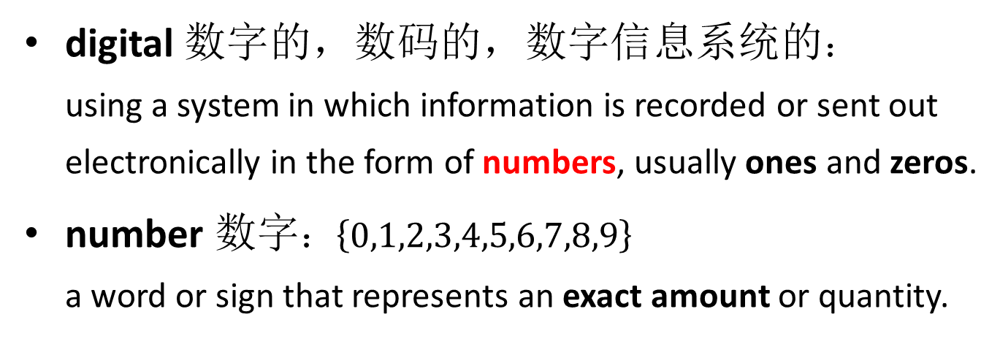 • digital 数字的，数码的，数字信息系统的：
using a system in which information is recorded or sent out
electronically in the form of numbers, usually ones and zeros.
• number 数字：{0,1,2,3,4,5,6,7,8,9}
a word or sign that represents an exact amount or quantity.